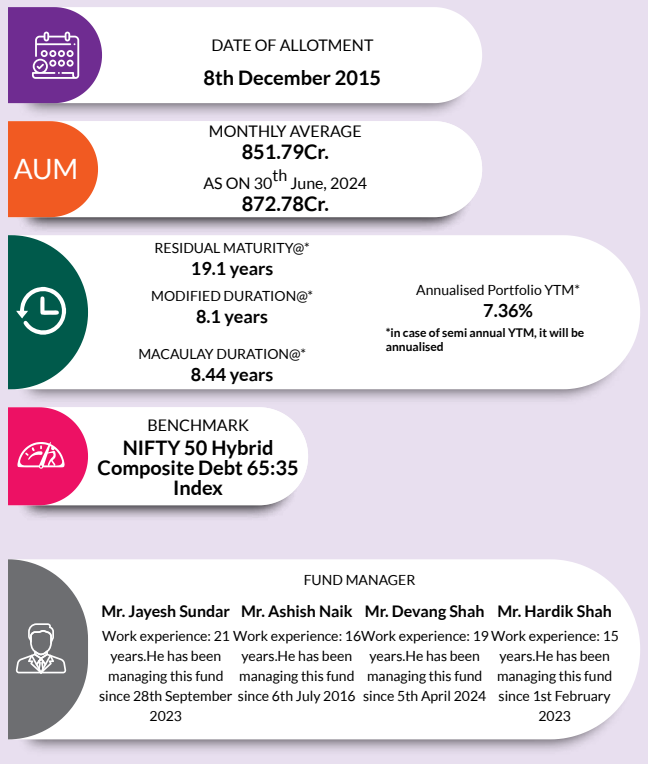 DATE OF ALLOTMENT
8th December 2015
AUM
MONTHLY AVERAGE
851.79Cr.
AS ON 30th June, 2024
872.78Cr.
RESIDUAL MATURITY@*
19.1 years
MODIFIED DURATION@*
8.1 years
MACAULAY DURATION@*
8.44 years
Annualised Portfolio YTM*
7.36%
*in case of semi annual YTM, it will be
annualised
BENCHMARK
NIFTY 50 Hybrid
Composite Debt 65:35
Index
FUND MANAGER
Mr. Jayesh Sundar
Work experience: 21
years.He has been
managing this fund
since 28th September
2023
Mr. Ashish Naik
Work experience: 16
years.He has been
managing this fund
since 6th July 2016
Mr. Devang Shah
Work experience: 19
years.He has been
managing this fund
since 5th April 2024
Mr. Hardik Shah
Work experience: 15
years.He has been
managing this fund
since 1st February
2023